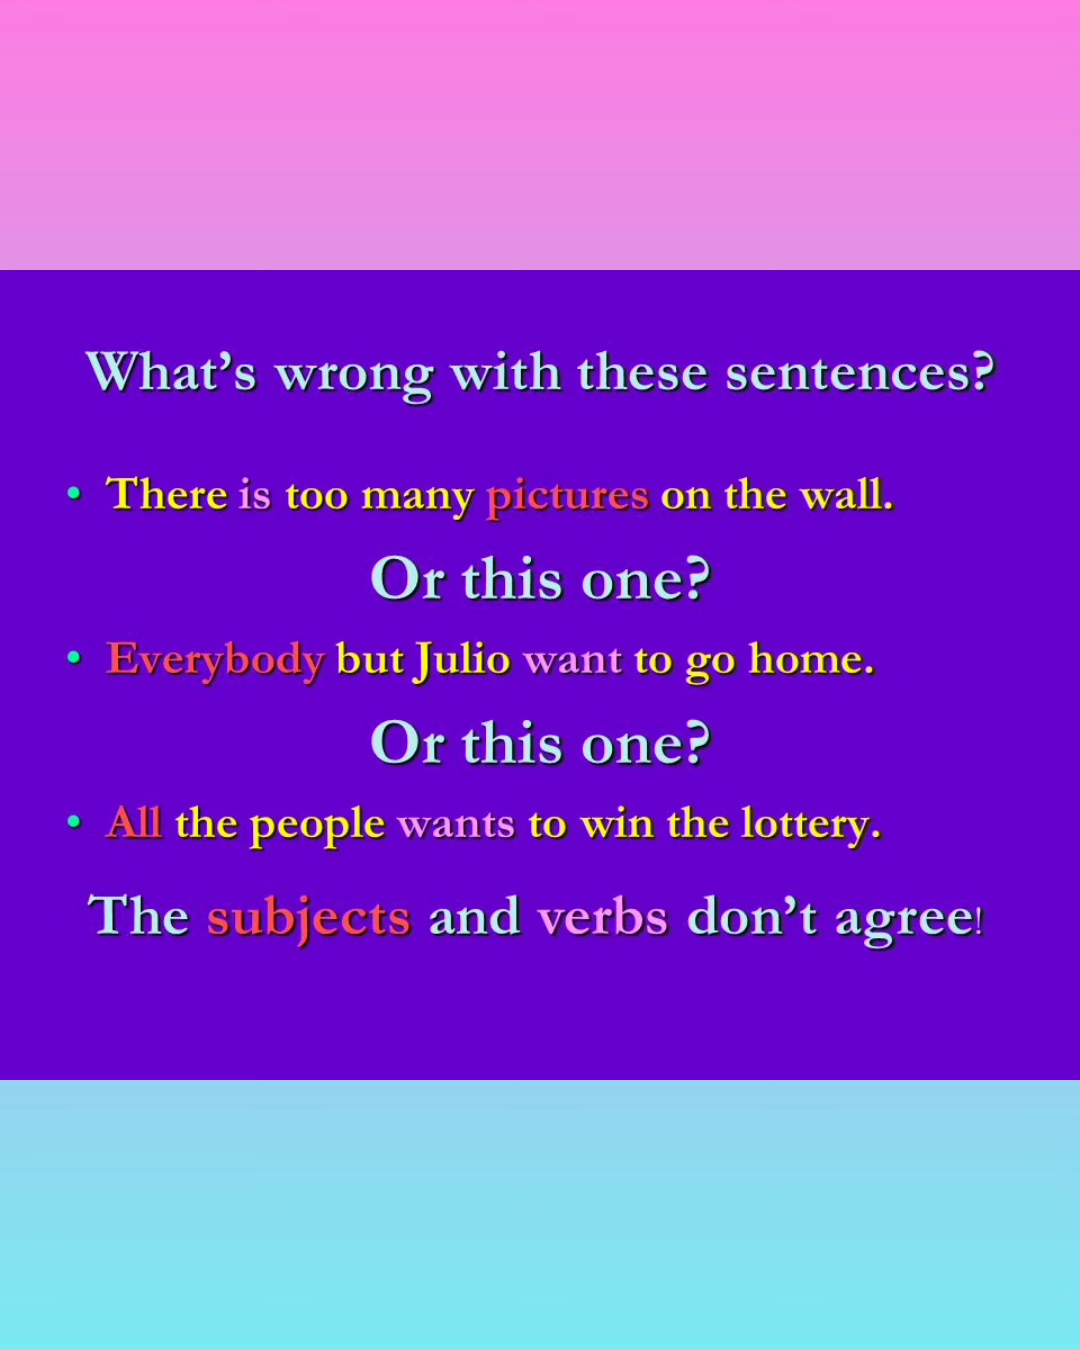 What’s wrong with these sentences?
• There is too many pictures on the wall.
Or this one?
• Everybody but Julio want to go home.
Or this one?
• All the people wants to win the lottery.
The subjects and verbs don’t agree!